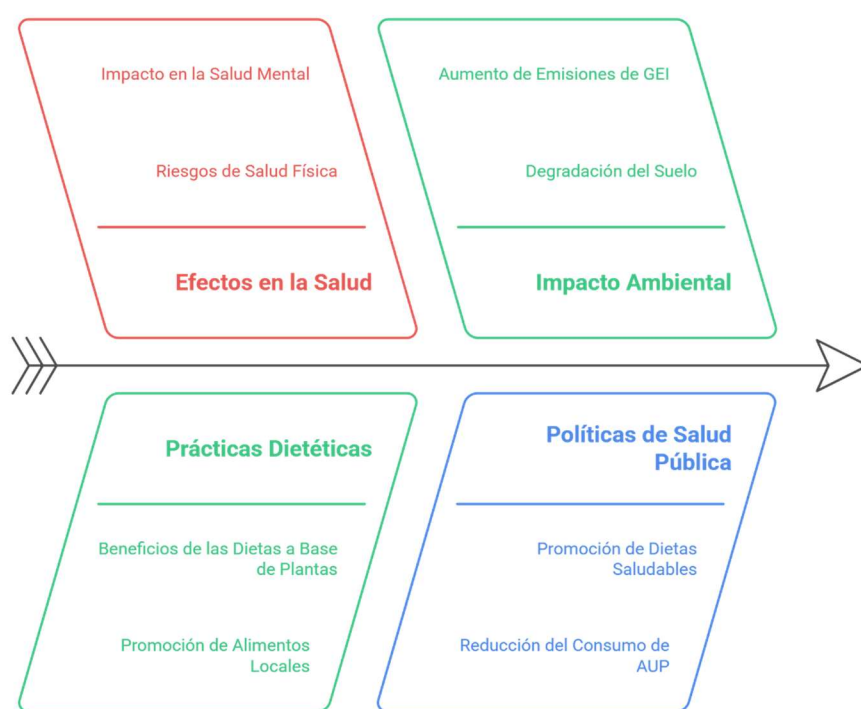 Impacto en la Salud Mental
Riesgos de Salud Física
Efectos en la Salud
Aumento de Emisiones de GEI
Degradación del Suelo
Impacto Ambiental
Prácticas Dietéticas
Beneficios de las Dietas a Base
de Plantas
Promoción de Alimentos
Locales
Políticas de Salud
Pública
Promoción de Dietas
Saludables
Reducción del Consumo de
AUP